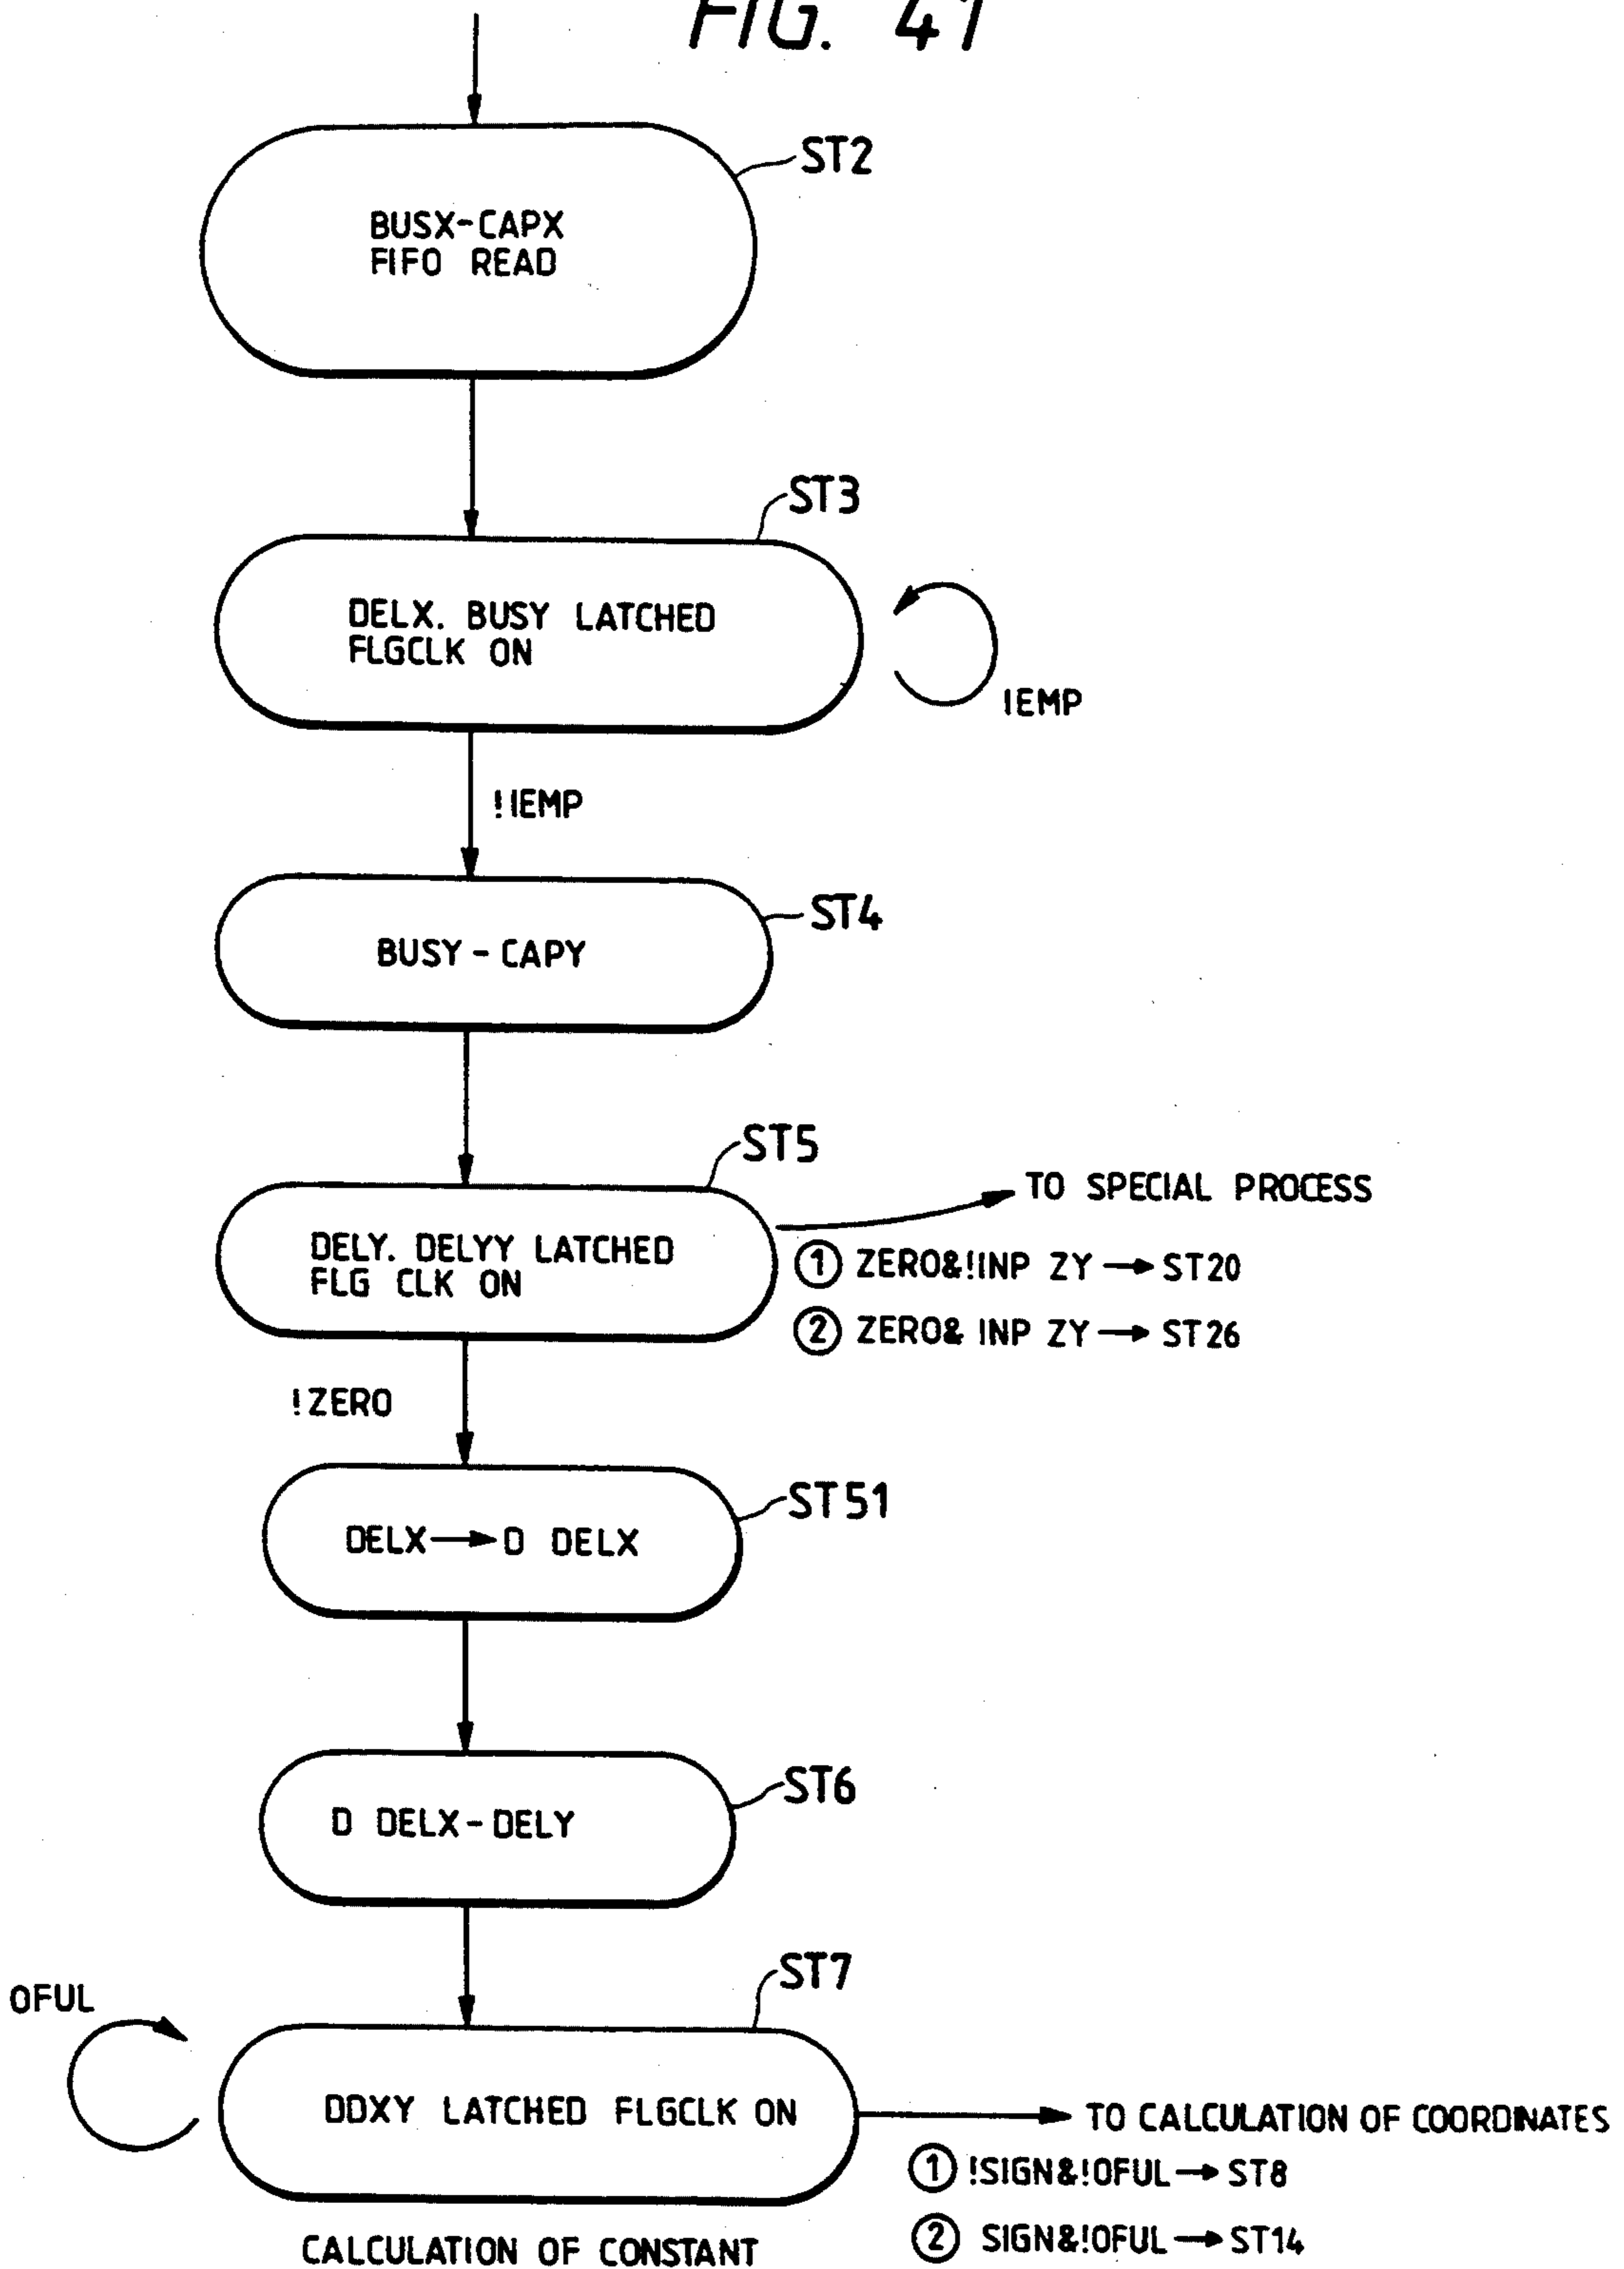 FIG. 41
ST2
BUSX-CAPX
FIFO READ
ST3
DELX. BUSY LATCHED
FLGCLK ON
IEMP
!IEMP
ST4
BUSY-CAPY
ST5
TO SPECIAL PROCESS
DELY. DELYY LATCHED
FLG CLK ON
① ZERO&!INP ZY → ST20
② ZERO& INP ZY → ST26
!ZERO
ST51
DELX → D DELX
ST6
D DELX-DELY
ST7
OFUL
DDXY LATCHED FLGCLK ON
TO CALCULATION OF COORDINATES
① !SIGN&!OFUL → ST8
② SIGN&!OFUL → ST14
CALCULATION OF CONSTANT